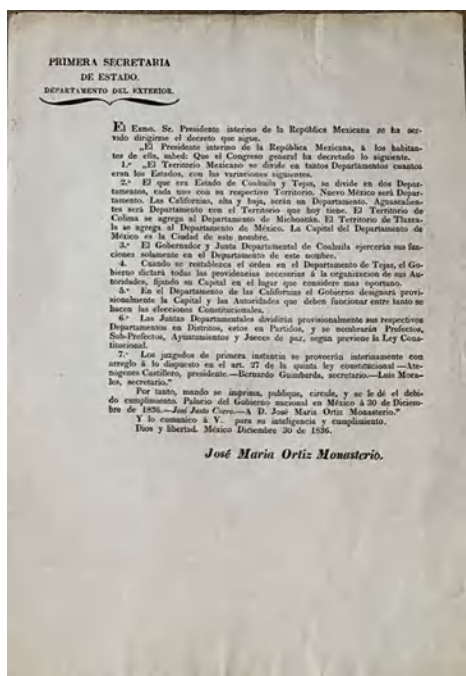 PRIMERA SECRETARIA
DE ESTADO.
DEPARTAMENTO DEL EXTERIOR.
El Exmo. Sr. Presidente interino de la República Mexicana se ha ser-
vido dirigirme el decreto que sigue.
„El Presidente interino de la República Mexicana, á los habitan-
tes de ella, sabed: Que el Congreso general ha decretado lo siguiente.
1.º „El Territorio Mexicano se divide en tantos Departamentos cuantos
eran los Estados, con las variaciones siguientes.
2.º El que era Estado de Coahuila y Tejas, se divide en dos Depar-
tamentos, cada uno con su respectivo Territorio. Nuevo México será Depar-
tamento. Las Californias, alta y baja, serán un Departamento. Aguascalien-
tes será Departamento con el Territorio que hoy tiene. El Territorio de
Colima se agrega al Departamento de Michoacán. El Territorio de Tlaxca-
la se agrega al Departamento de México. La Capital del Departamento de
México es la Ciudad de este nombre.
3.º El Gobernador y Junta Departamental de Coahuila ejercerán sus fun-
ciones solamente en el Departamento de este nombre.
4. Cuando se restablezca el orden en el Departamento de Tejas, el Go-
bierno dictará todas las providencias necesarias á la organizacion de sus Au-
toridades, fijando su Capital en el lugar que considere mas oportuno.
5.º En el Departamento de las Californias el Gobierno designará provi-
sionalmente la Capital y las Autoridades que deben funcionar entre tanto se
hacen las elecciones Constitucionales.
6.º Las Juntas Departamentales dividirán provisionalmente sus respectivos
Departamentos en Distritos, estos en Partidos, y se nombrarán Prefectos,
Sub-Prefectos, Ayuntamientos y Jueces de paz, segun previene la Ley Cons-
titucional.
7.º Los juzgados de primera instancia se proveerán interinamente con
arreglo á lo dispuesto en el art. 27 de la quinta ley constitucional—Ate-
nogenes Castillero, presidente.—Bernardo Guimbarda, secretario.—Luis Mora-
les, secretario."
Por tanto, mando se imprima, publique, circule, y se le dé el debi-
do cumplimiento. Palacio del Gobierno nacional en México á 30 de Diciem-
bre de 1836.—José Justo Corro.—A D. José Maria Ortiz Monasterio."
Y lo comunico á V. para su inteligencia y cumplimiento.
Dios y libertad. México Diciembre 30 de 1836.
José Maria Ortiz Monasterio.